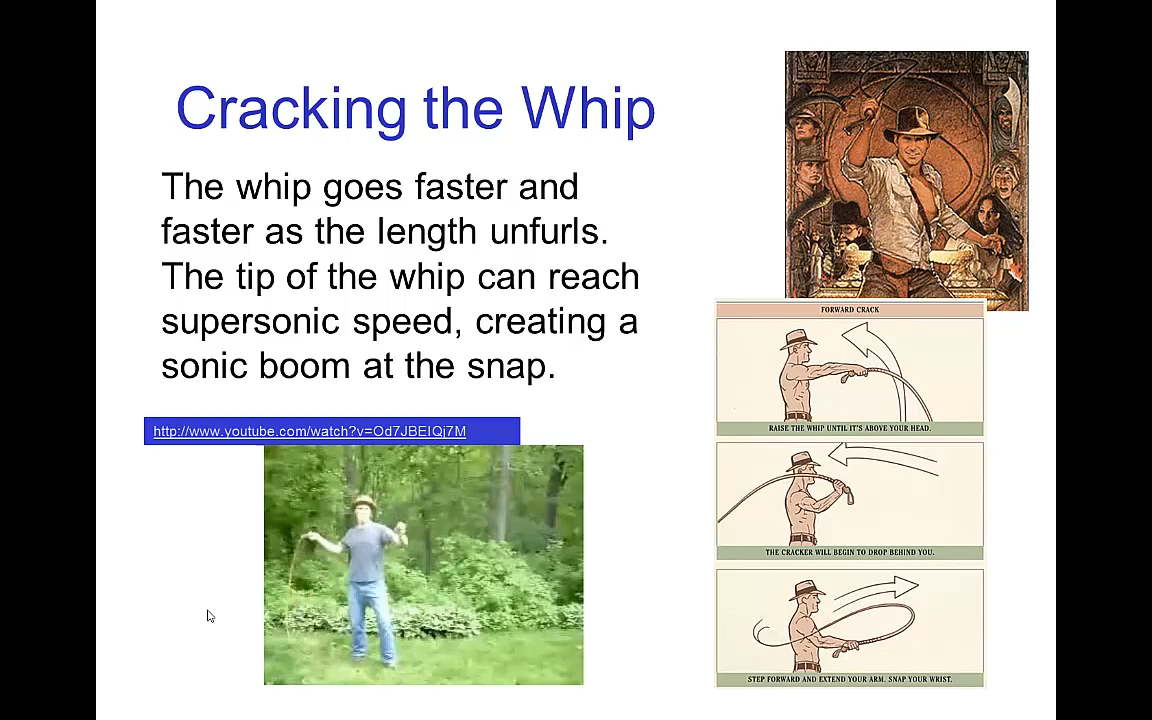 Cracking the Whip
The whip goes faster and
faster as the length unfurls.
The tip of the whip can reach
supersonic speed, creating a
sonic boom at the snap.
http://www.youtube.com/watch?v=Od7JBEIQj7M
FORWARD CRACK
RAISE THE WHIP UNTIL IT'S ABOVE YOUR HEAD.
THE CRACKER WILL BEGIN TO DROP BEHIND YOU.
STEP FORWARD AND EXTEND YOUR ARM. SNAP YOUR WRIST.